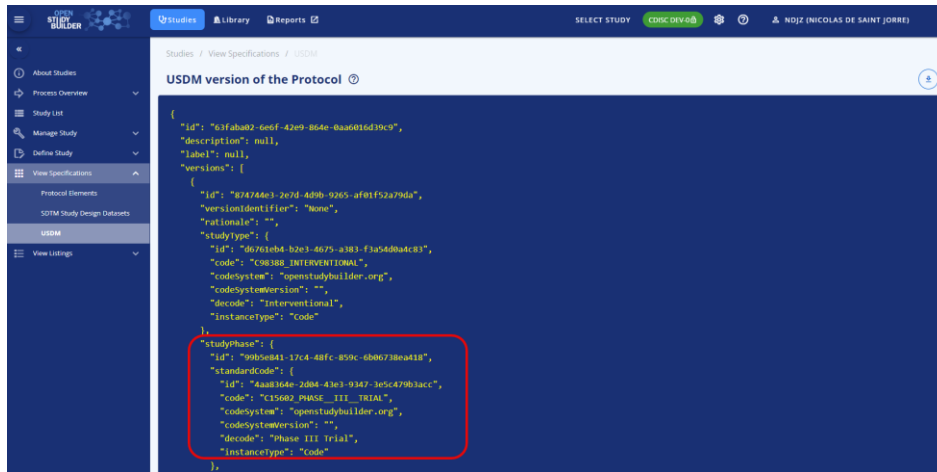 OPEN
STUDY
BUILDER
Studies
Library
Reports
SELECT STUDY
CDISC DEV-0
NDJZ (NICOLAS DE SAINT JORRE)
«
About Studies
Process Overview
Study List
Manage Study
Define Study
View Specifications
Protocol Elements
SDTM Study Design Datasets
USDM
View Listings
Studies / View Specifications / USDM
USDM version of the Protocol
{
"id": "63faba02-6e6f-42e9-864e-0aa6016d39c9",
"description": null,
"label": null,
"versions": [
{
"id": "874744e3-2e7d-4d9b-9265-af01f52a79da",
"versionIdentifier": "None",
"rationale": "",
"studyType": {
"id": "d6761eb4-b2e3-4675-a383-f3a54d0a4c83",
"code": "C98388_INTERVENTIONAL",
"codeSystem": "openstudybuilder.org",
"codeSystemVersion": "",
"decode": "Interventional",
"instanceType": "Code"
},
"studyPhase": {
"id": "99b5e841-17c4-48fc-859c-6b06738ea418",
"standardCode": {
"id": "4aa8364e-2d04-43e3-9347-3e5c479b3acc",
"code": "C15602_PHASE__III__TRIAL",
"codeSystem": "openstudybuilder.org",
"codeSystemVersion": "",
"decode": "Phase III Trial",
"instanceType": "Code"
},